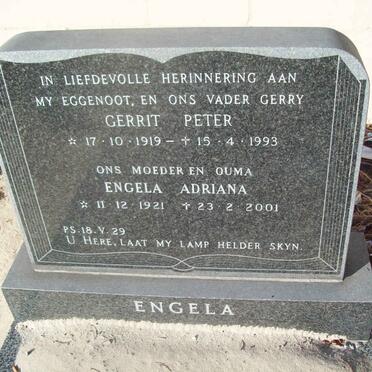 IN LIEFDEVOLLE HERINNERING AAN
MY EGGENOOT, EN ONS VADER GERRY
GERRIT PETER
☆ 17·10·1919 – ✝ 15·4·1993
ONS MOEDER EN OUMA
ENGELA ADRIANA
☆ 11·12·1921 ✝ 23·2·2001
PS. 18. V. 29
U HERE, LAAT MY LAMP HELDER SKYN.
ENGELA